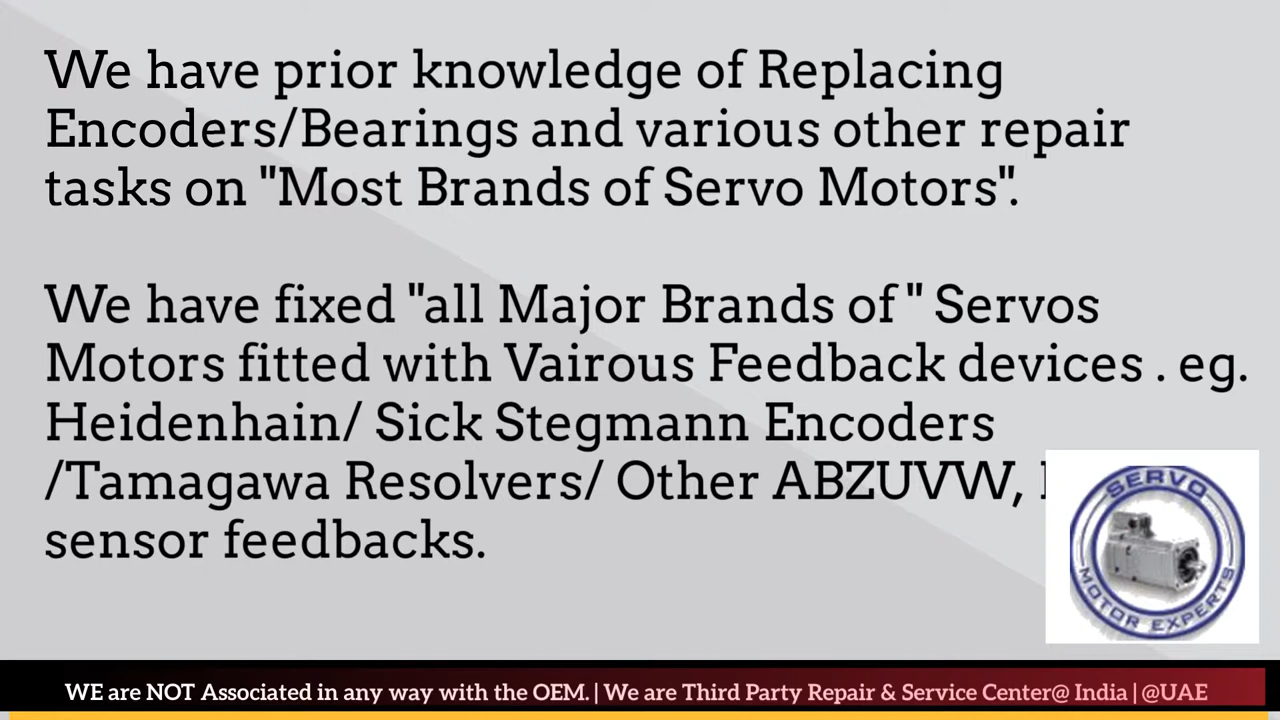 We have prior knowledge of Replacing
Encoders/Bearings and various other repair
tasks on "Most Brands of Servo Motors".
We have fixed "all Major Brands of " Servos
Motors fitted with Vairous Feedback devices . eg.
Heidenhain/ Sick Stegmann Encoders
/Tamagawa Resolvers/ Other ABZUVW,
sensor feedbacks.
SERVO
MOTOR EXPERTS
WE are NOT Associated in any way with the OEM. | We are Third Party Repair & Service Center@ India | @UAE